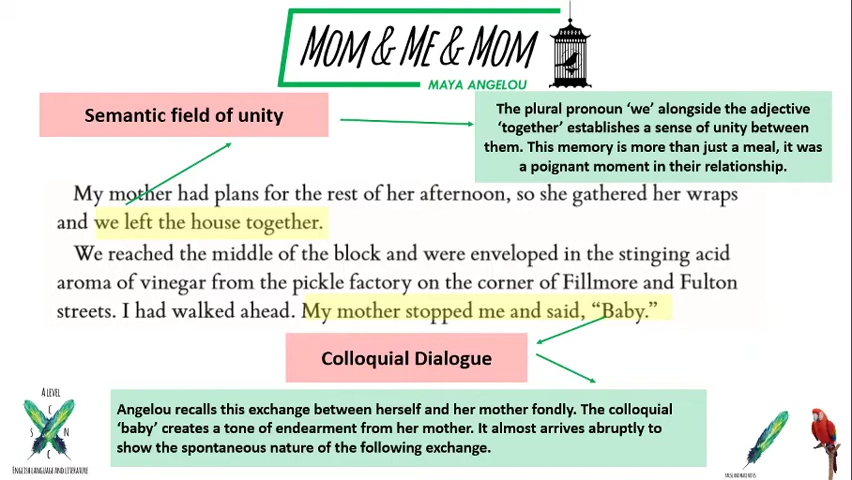 MOM & ME & MOM
MAYA ANGELOU
Semantic field of unity
The plural pronoun ‘we’ alongside the adjective
‘together’ establishes a sense of unity between
them. This memory is more than just a meal, it was
a poignant moment in their relationship.
My mother had plans for the rest of her afternoon, so she gathered her wraps
and we left the house together.
We reached the middle of the block and were enveloped in the stinging acid
aroma of vinegar from the pickle factory on the corner of Fillmore and Fulton
streets. I had walked ahead. My mother stopped me and said, “Baby.”
Colloquial Dialogue
Angelou recalls this exchange between herself and her mother fondly. The colloquial
‘baby’ creates a tone of endearment from her mother. It almost arrives abruptly to
show the spontaneous nature of the following exchange.
A LEVEL
C
S N
C
ENGLISH LANGUAGE AND LITERATURE